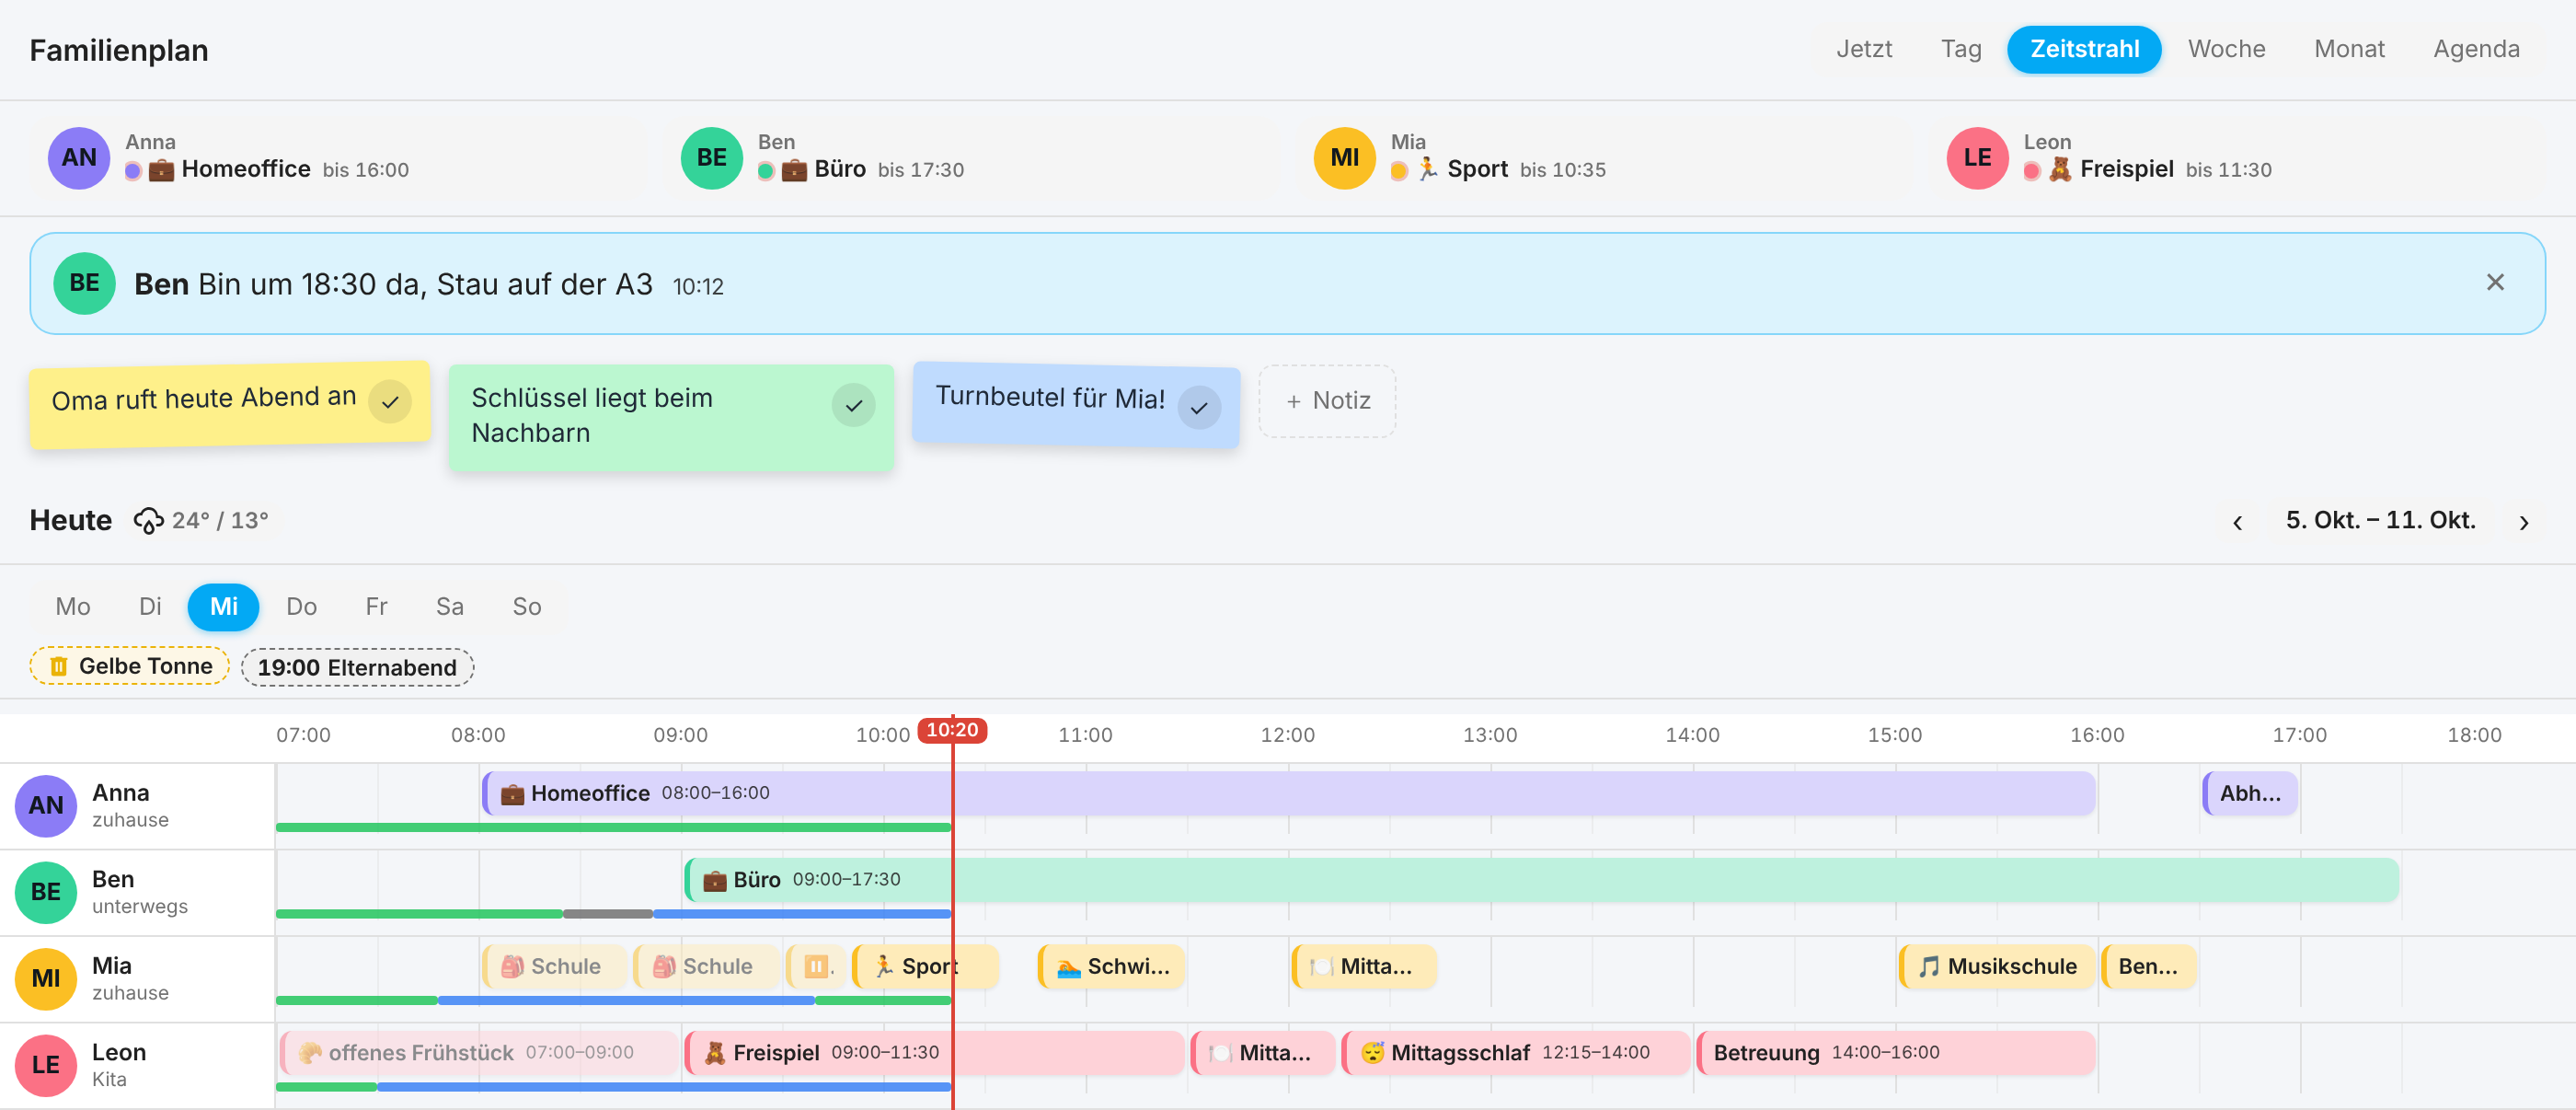 Familienplan
Jetzt Tag Zeitstrahl Woche Monat Agenda
AN Anna
💼 Homeoffice bis 16:00
BE Ben
💼 Büro bis 17:30
MI Mia
🏃 Sport bis 10:35
LE Leon
🧸 Freispiel bis 11:30
BE Ben Bin um 18:30 da, Stau auf der A3 10:12 ✕
Oma ruft heute Abend an ✓
Schlüssel liegt beim
Nachbarn ✓
Turnbeutel für Mia! ✓
+ Notiz
Heute 24° / 13°
‹ 5. Okt. – 11. Okt. ›
Mo Di Mi Do Fr Sa So
Gelbe Tonne 19:00 Elternabend
07:00 08:00 09:00 10:00 10:20 11:00 12:00 13:00 14:00 15:00 16:00 17:00 18:00
AN Anna
zuhause
💼 Homeoffice 08:00–16:00 Abh...
BE Ben
unterwegs
💼 Büro 09:00–17:30
MI Mia
zuhause
🎒 Schule 🎒 Schule ⏸️. 🏃 Sport 🏊 Schwi... 🍽️ Mitta... 🎵 Musikschule Ben...
LE Leon
Kita
🥐 offenes Frühstück 07:00–09:00 🧸 Freispiel 09:00–11:30 🍽️ Mitta... 😴 Mittagsschlaf 12:15–14:00 Betreuung 14:00–16:00